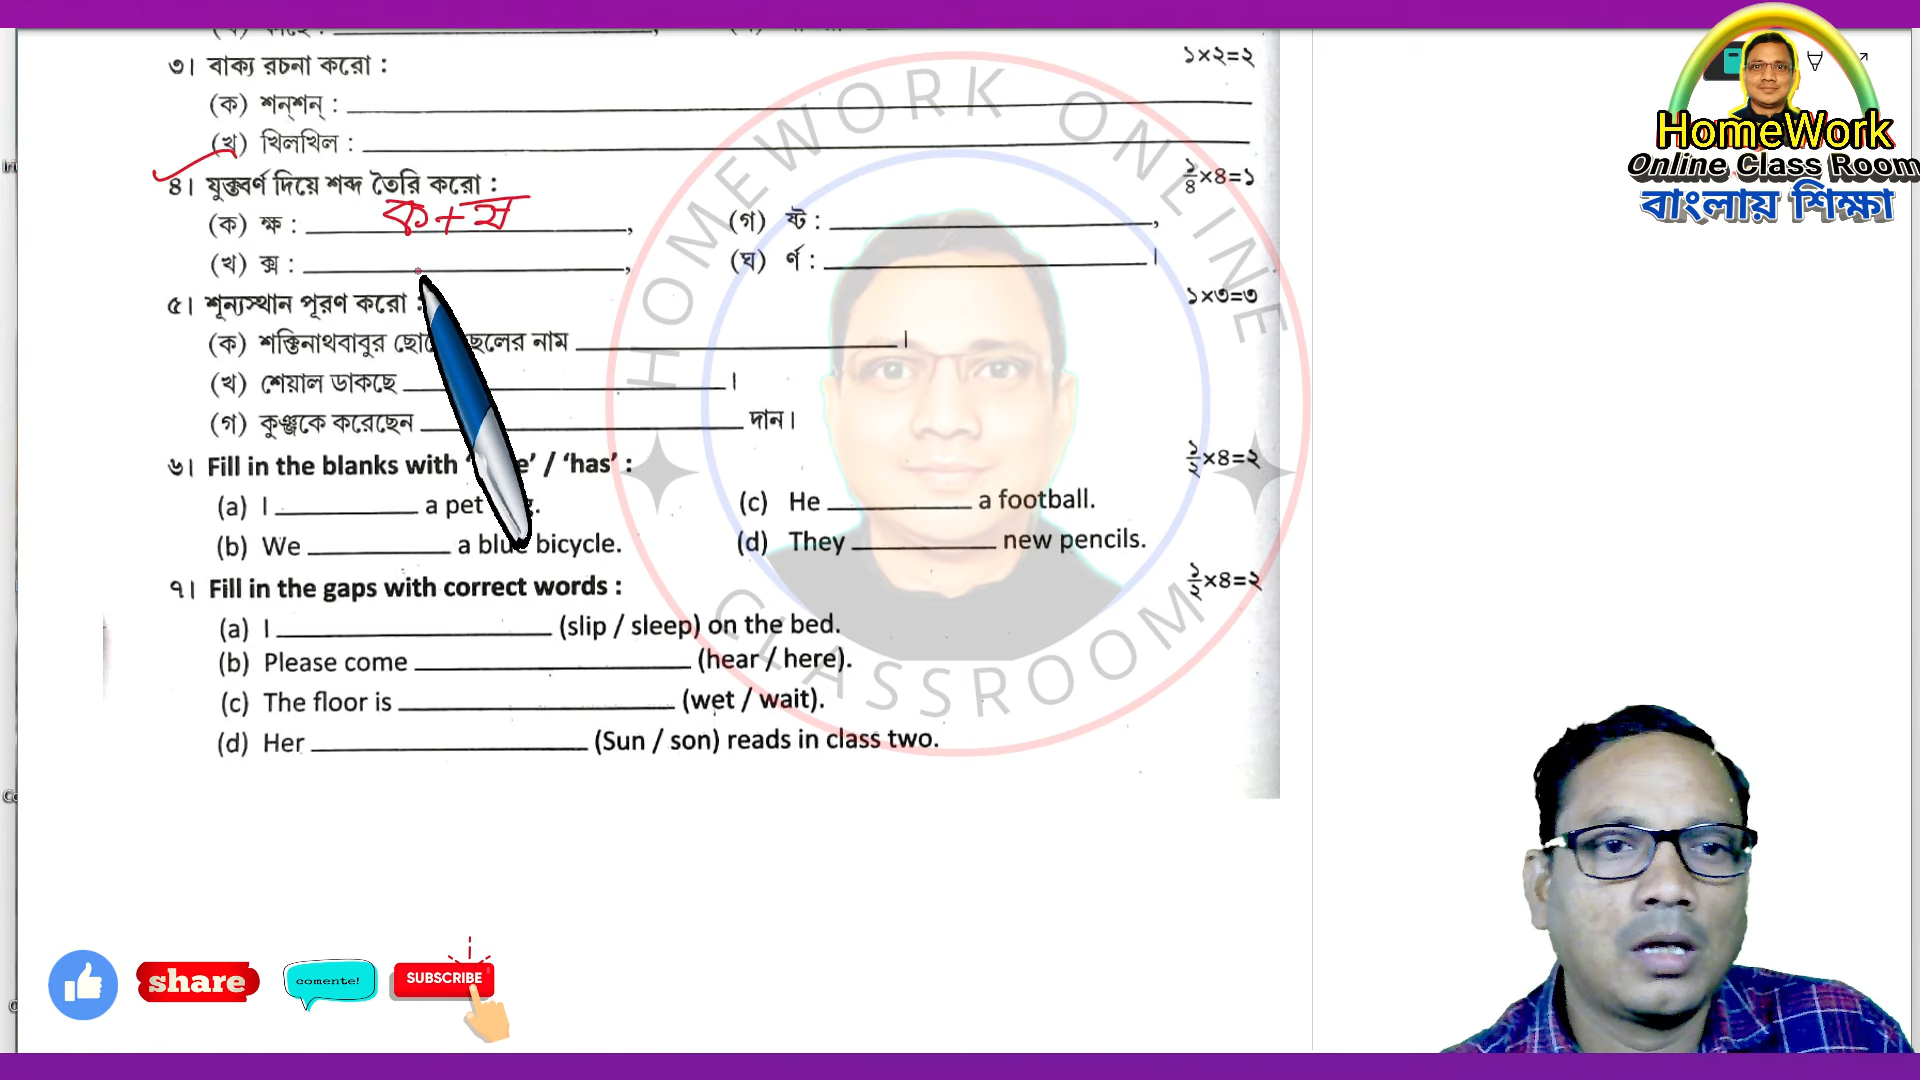 ৩। বাক্য রচনা করো : ১×২=২
(ক) শন্‌শন্‌ :
(খ) খিলখিল :
৪। যুক্তবর্ণ দিয়ে শব্দ তৈরি করো : ১/৪×৪=১
(ক) ক্ষ : ক+ , (গ) ষ্ট : ,
(খ) ক্স : , (ঘ) র্ণ : ।
৫। শূন্যস্থান পূরণ করো : ১×৩=৩
(ক) শক্তিনাথবাবুর নাম ।
(খ) শেয়াল ডাকছে ।
(গ) কুঞ্জকে করেছেন দান।
৬। Fill in the blanks with / 'has' : ১/২×৪=২
(a) I a pet (c) He a football.
(b) We a blue bicycle. (d) They new pencils.
৭। Fill in the gaps with correct words : ১/২×৪=২
(a) I (slip / sleep) on the bed.
(b) Please come (hear / here).
(c) The floor is (wet / wait).
(d) Her (Sun / son) reads in class two.
HOMEWORK ONLINE
CLASSROOM
HomeWork
Online Class Room
বাংলায় শিক্ষা
share
comente!
SUBSCRIBE